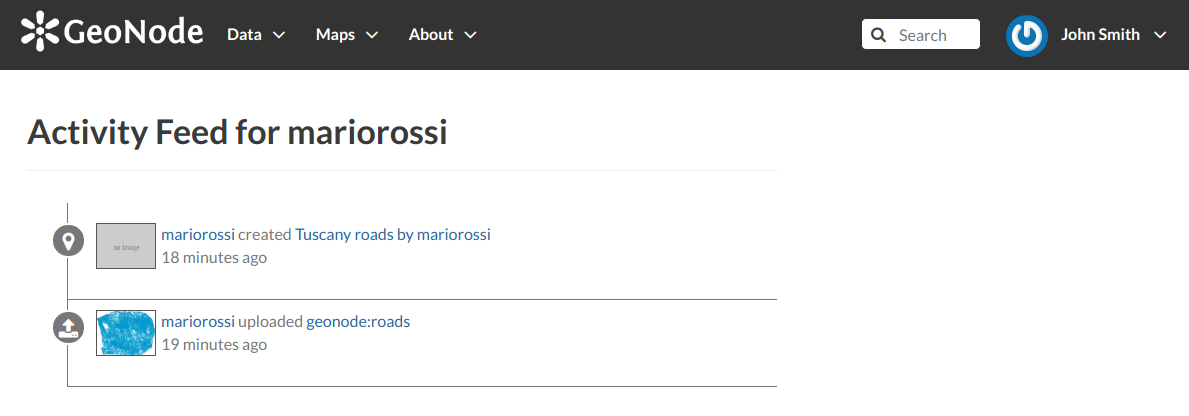 GeoNode Data Maps About Search John Smith
Activity Feed for mariorossi
no image
mariorossi created Tuscany roads by mariorossi
18 minutes ago
mariorossi uploaded geonode:roads
19 minutes ago